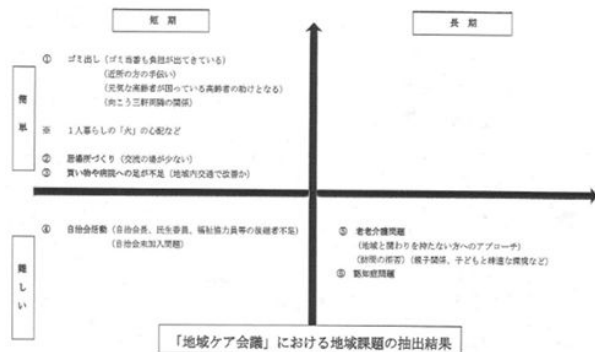 短期
長期
簡単
① ゴミ出し（ゴミ当番も負担が出てきている）
（近所の方の手伝い）
（元気な高齢者が困っている高齢者の助けとなる）
（向こう三軒両隣の関係）
※ 1人暮らしの「火」の心配など
② 居場所づくり（交流の場が少ない）
③ 買い物や病院への足が不足（地域内交通で改善か）
難しい
④ 自治会活動（自治会長、民生委員、福祉協力員等の後継者不足）
（自治会未加入問題）
⑤ 老老介護問題
（地域と関わりを持たない方へのアプローチ）
（訪問の拒否）（親子関係、子どもと疎遠な環境など）
⑥ 認知症問題
「地域ケア会議」における地域課題の抽出結果